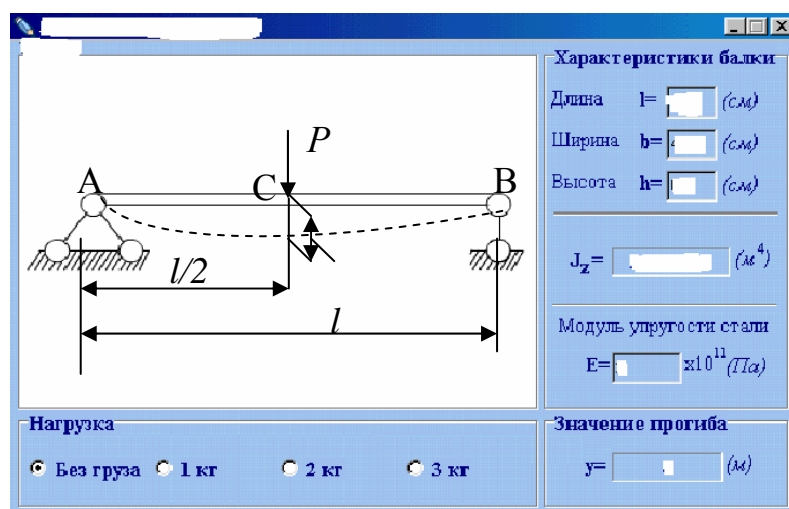 Характеристики балки
Длина l= (см)
Ширина b= (см)
Высота h= (см)
J_z= (м⁴)
Модуль упругости стали
E= x10¹¹(Па)
P
A C B
l/2
l
Нагрузка
Без груза 1 кг 2 кг 3 кг
Значение прогиба
y= (м)